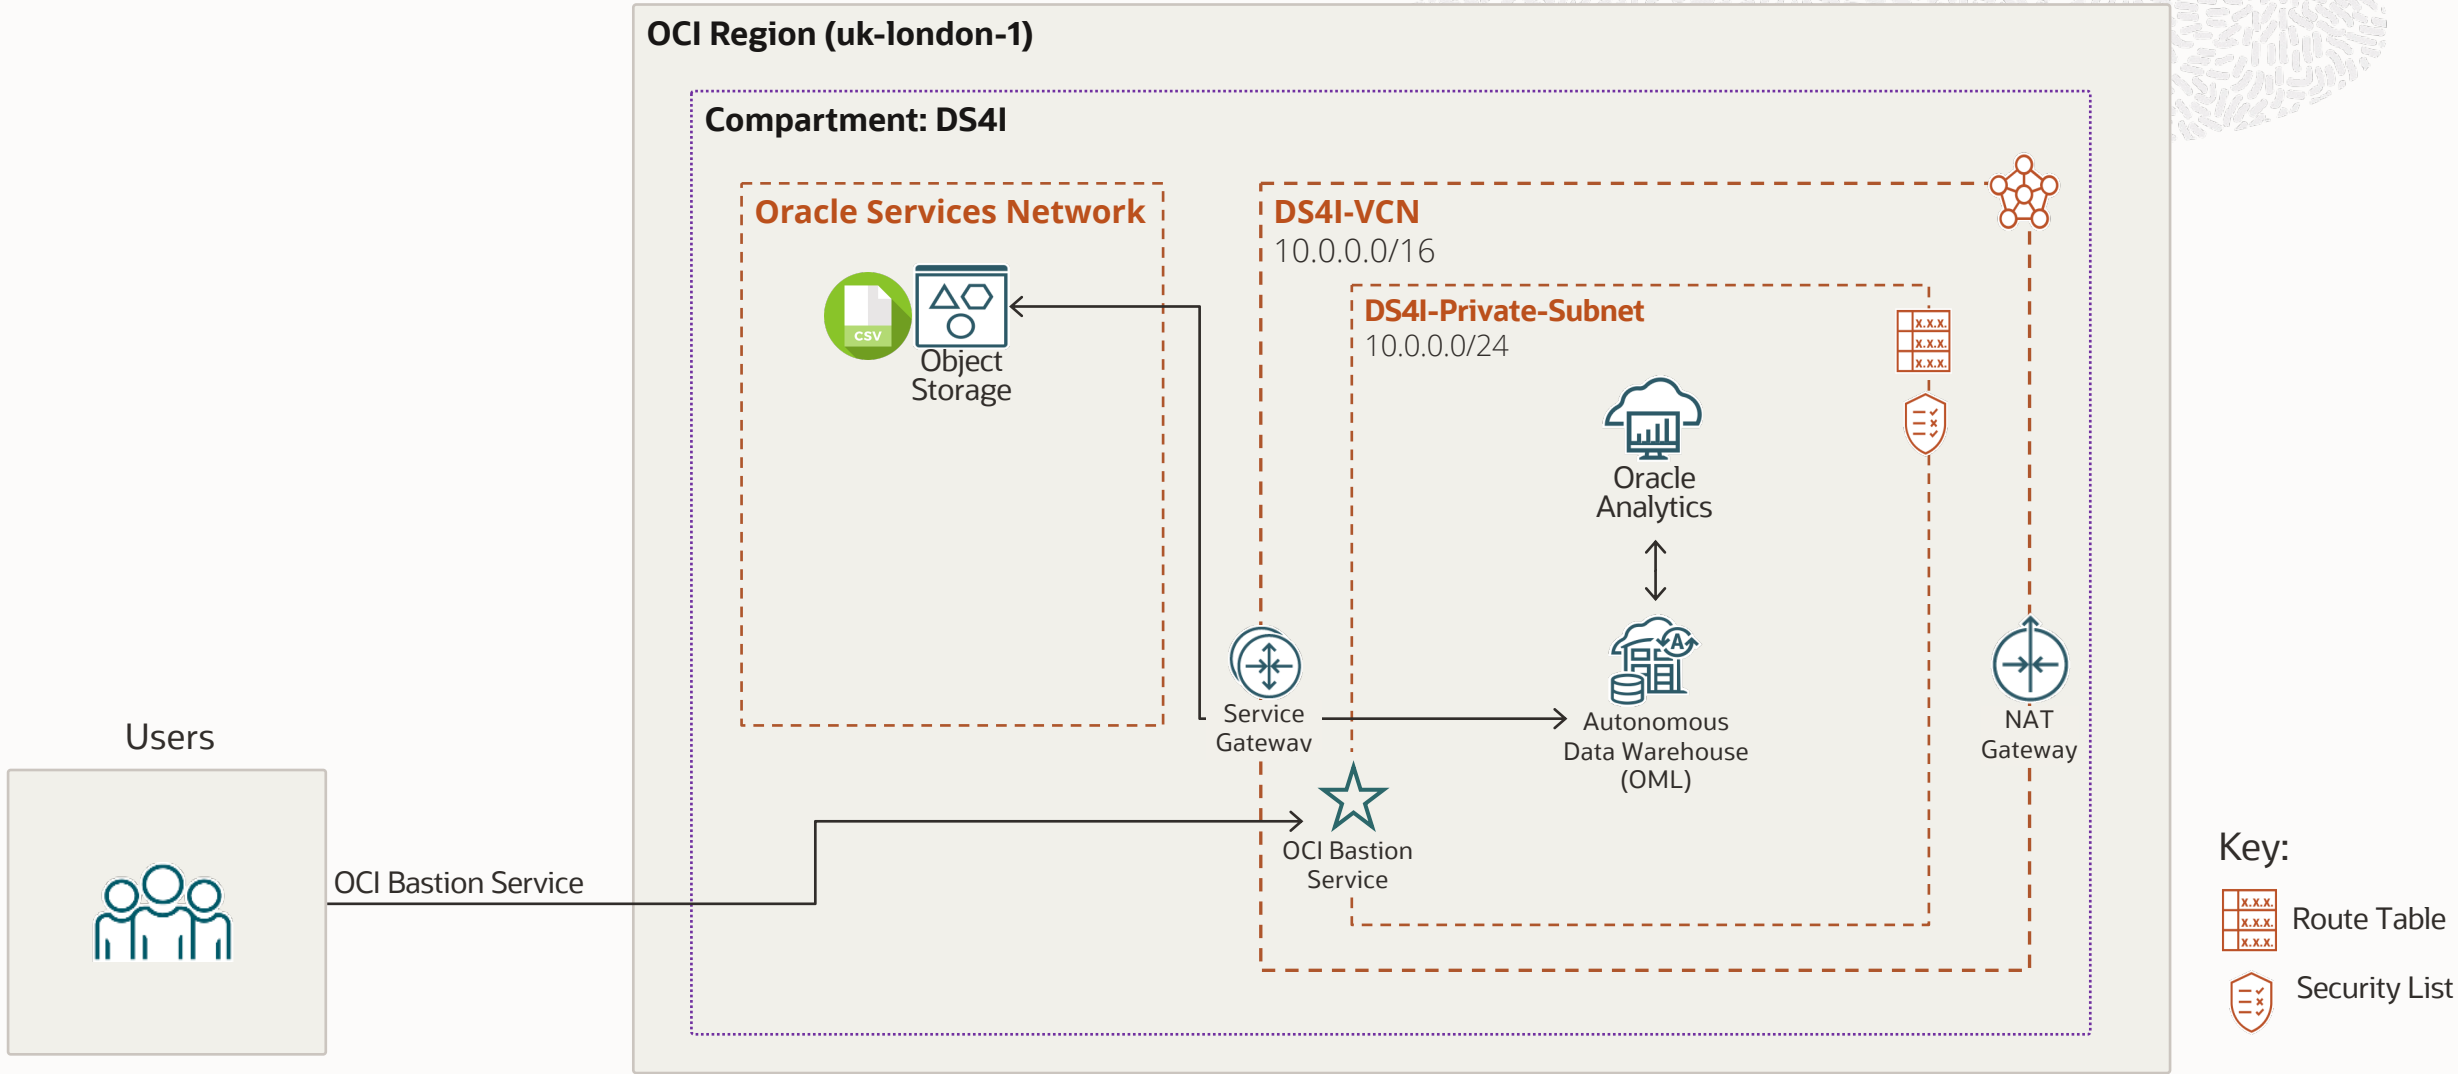 OCI Region (uk-london-1)
Compartment: DS4I
Oracle Services Network
CSV
Object
Storage
DS4I-VCN
10.0.0.0/16
DS4I-Private-Subnet
10.0.0.0/24
x.x.x.
x.x.x.
x.x.x.
Oracle
Analytics
A
Autonomous
Data Warehouse
(OML)
Service
Gateway
NAT
Gateway
OCI Bastion
Service
Users
OCI Bastion Service
Key:
x.x.x.
x.x.x.
x.x.x.
Route Table
Security List